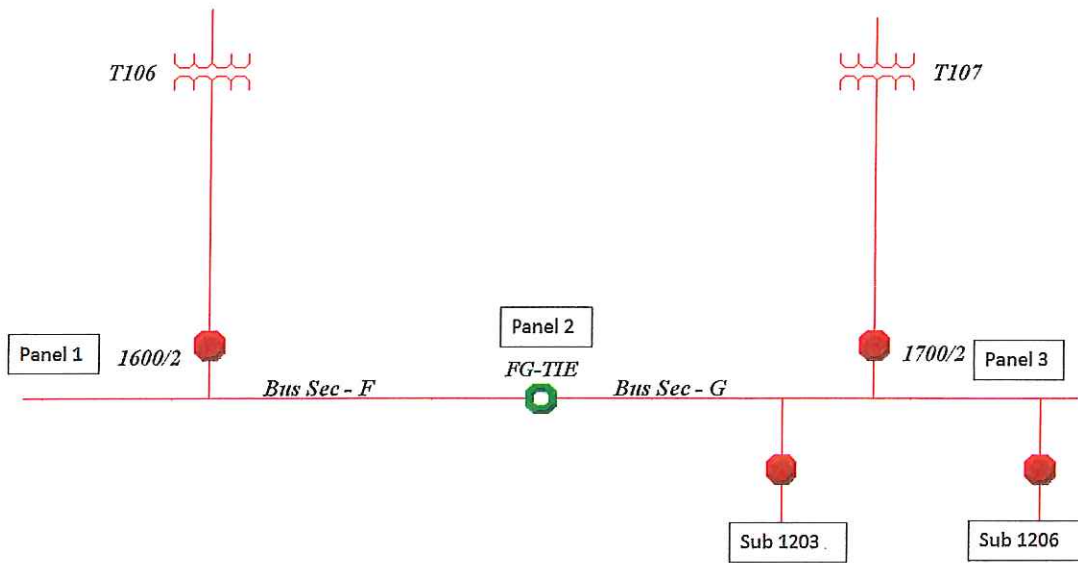 T106
T107
Panel 2
Panel 1
1600/2
FG-TIE
1700/2
Panel 3
Bus Sec - F
Bus Sec - G
Sub 1203 .
Sub 1206